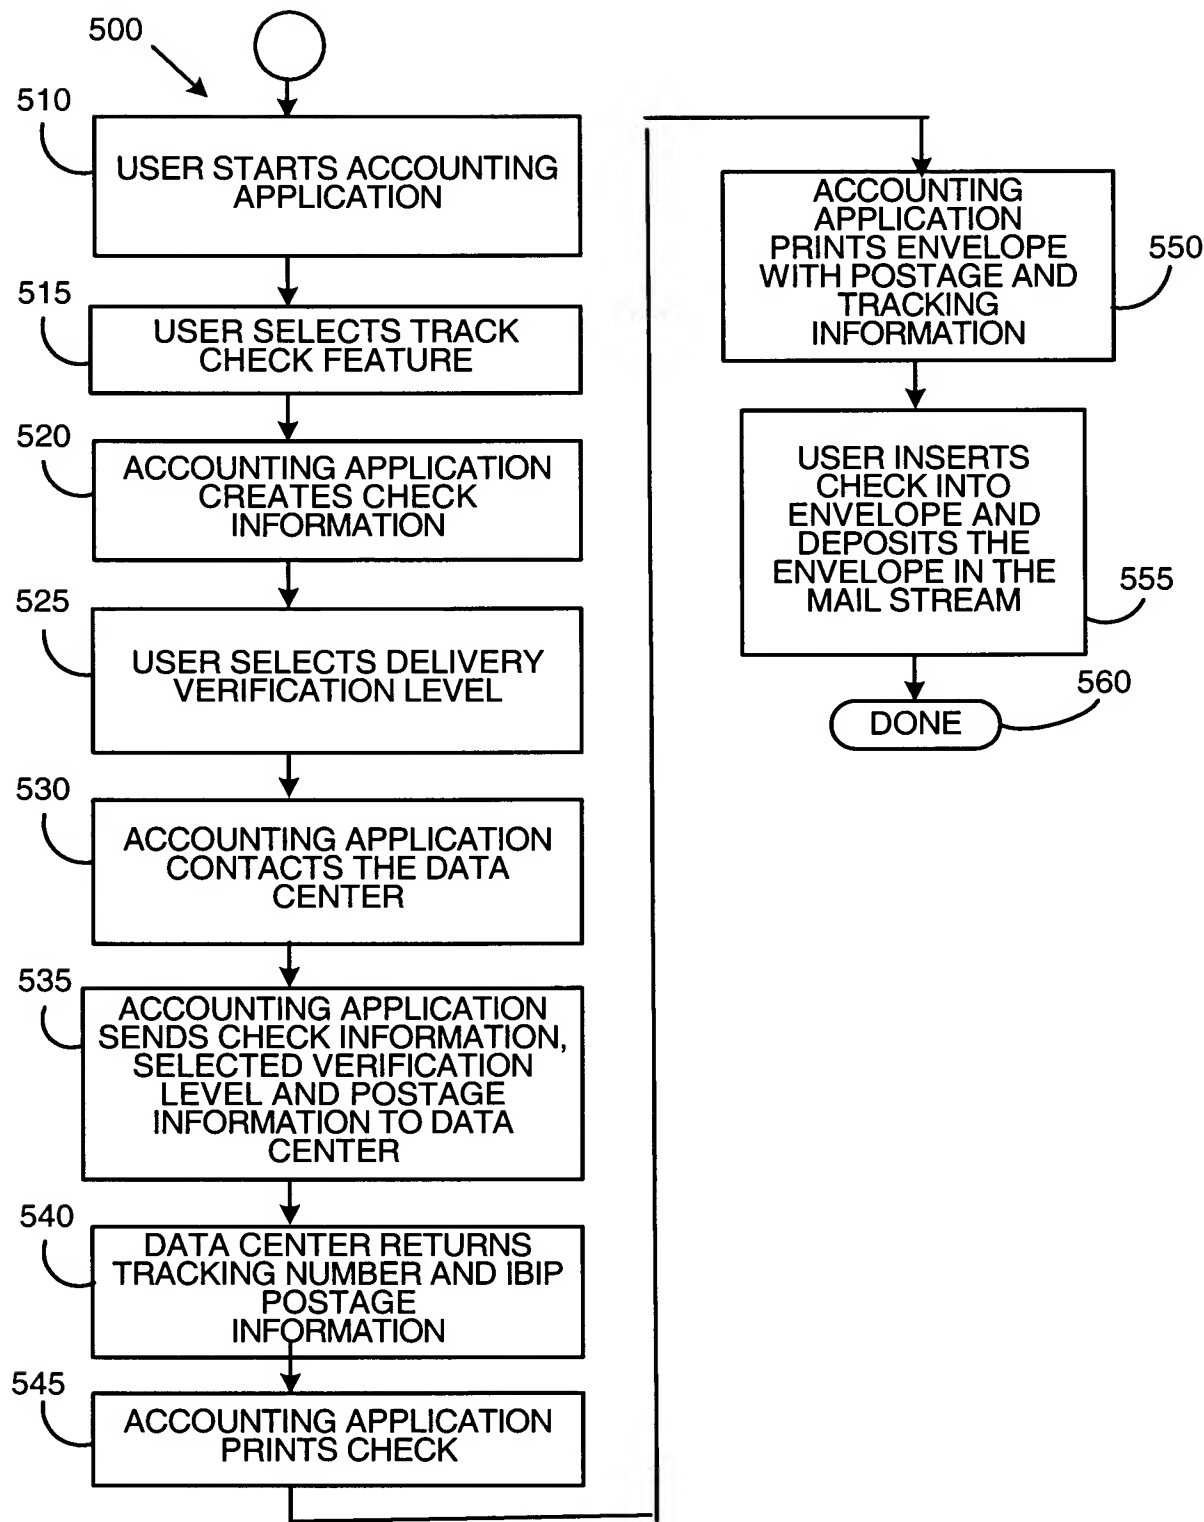 500
510
USER STARTS ACCOUNTING
APPLICATION
515
USER SELECTS TRACK
CHECK FEATURE
520
ACCOUNTING APPLICATION
CREATES CHECK
INFORMATION
525
USER SELECTS DELIVERY
VERIFICATION LEVEL
530
ACCOUNTING APPLICATION
CONTACTS THE DATA
CENTER
535
ACCOUNTING APPLICATION
SENDS CHECK INFORMATION,
SELECTED VERIFICATION
LEVEL AND POSTAGE
INFORMATION TO DATA
CENTER
540
DATA CENTER RETURNS
TRACKING NUMBER AND IBIP
POSTAGE
INFORMATION
545
ACCOUNTING APPLICATION
PRINTS CHECK
ACCOUNTING
APPLICATION
PRINTS ENVELOPE
WITH POSTAGE AND
TRACKING
INFORMATION
550
USER INSERTS
CHECK INTO
ENVELOPE AND
DEPOSITS THE
ENVELOPE IN THE
MAIL STREAM
555
DONE
560